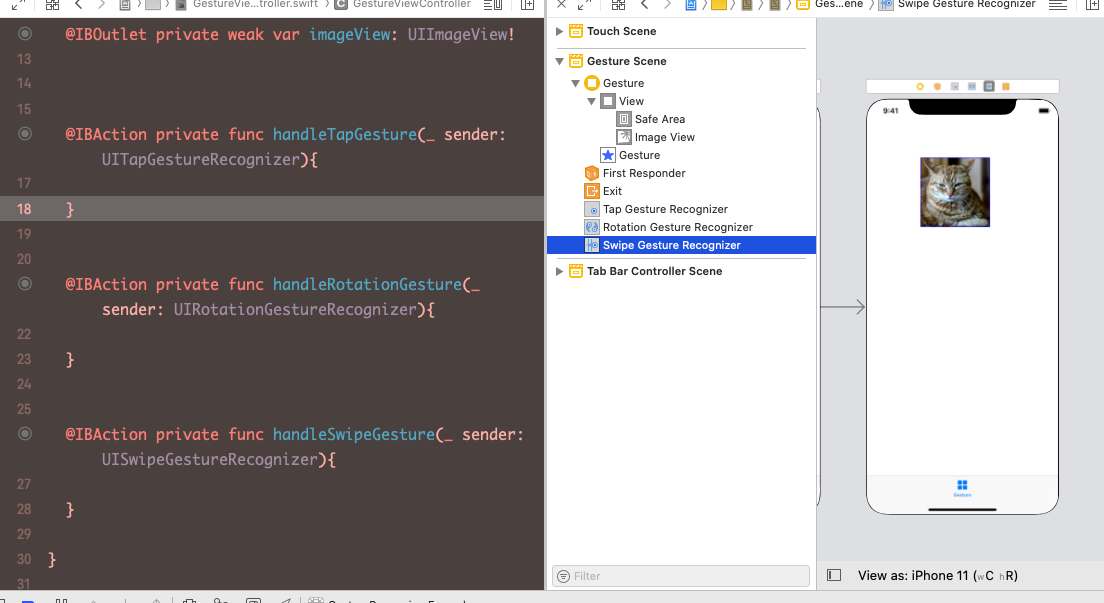 GestureVie...troller.swift
GestureViewController
@IBOutlet private weak var imageView: UIImageView!
13
14
15
@IBAction private func handleTapGesture(_ sender:
UITapGestureRecognizer){
17
18 }
19
20
@IBAction private func handleRotationGesture(_
sender: UIRotationGestureRecognizer){
22
23 }
24
25
@IBAction private func handleSwipeGesture(_ sender:
UISwipeGestureRecognizer){
27
28 }
29
30 }
31
Ges...ene
Swipe Gesture Recognizer
Touch Scene
Gesture Scene
Gesture
View
Safe Area
Image View
Gesture
First Responder
Exit
Tap Gesture Recognizer
Rotation Gesture Recognizer
Swipe Gesture Recognizer
Tab Bar Controller Scene
Filter
9:41
Gesture
View as: iPhone 11 (wC hR)